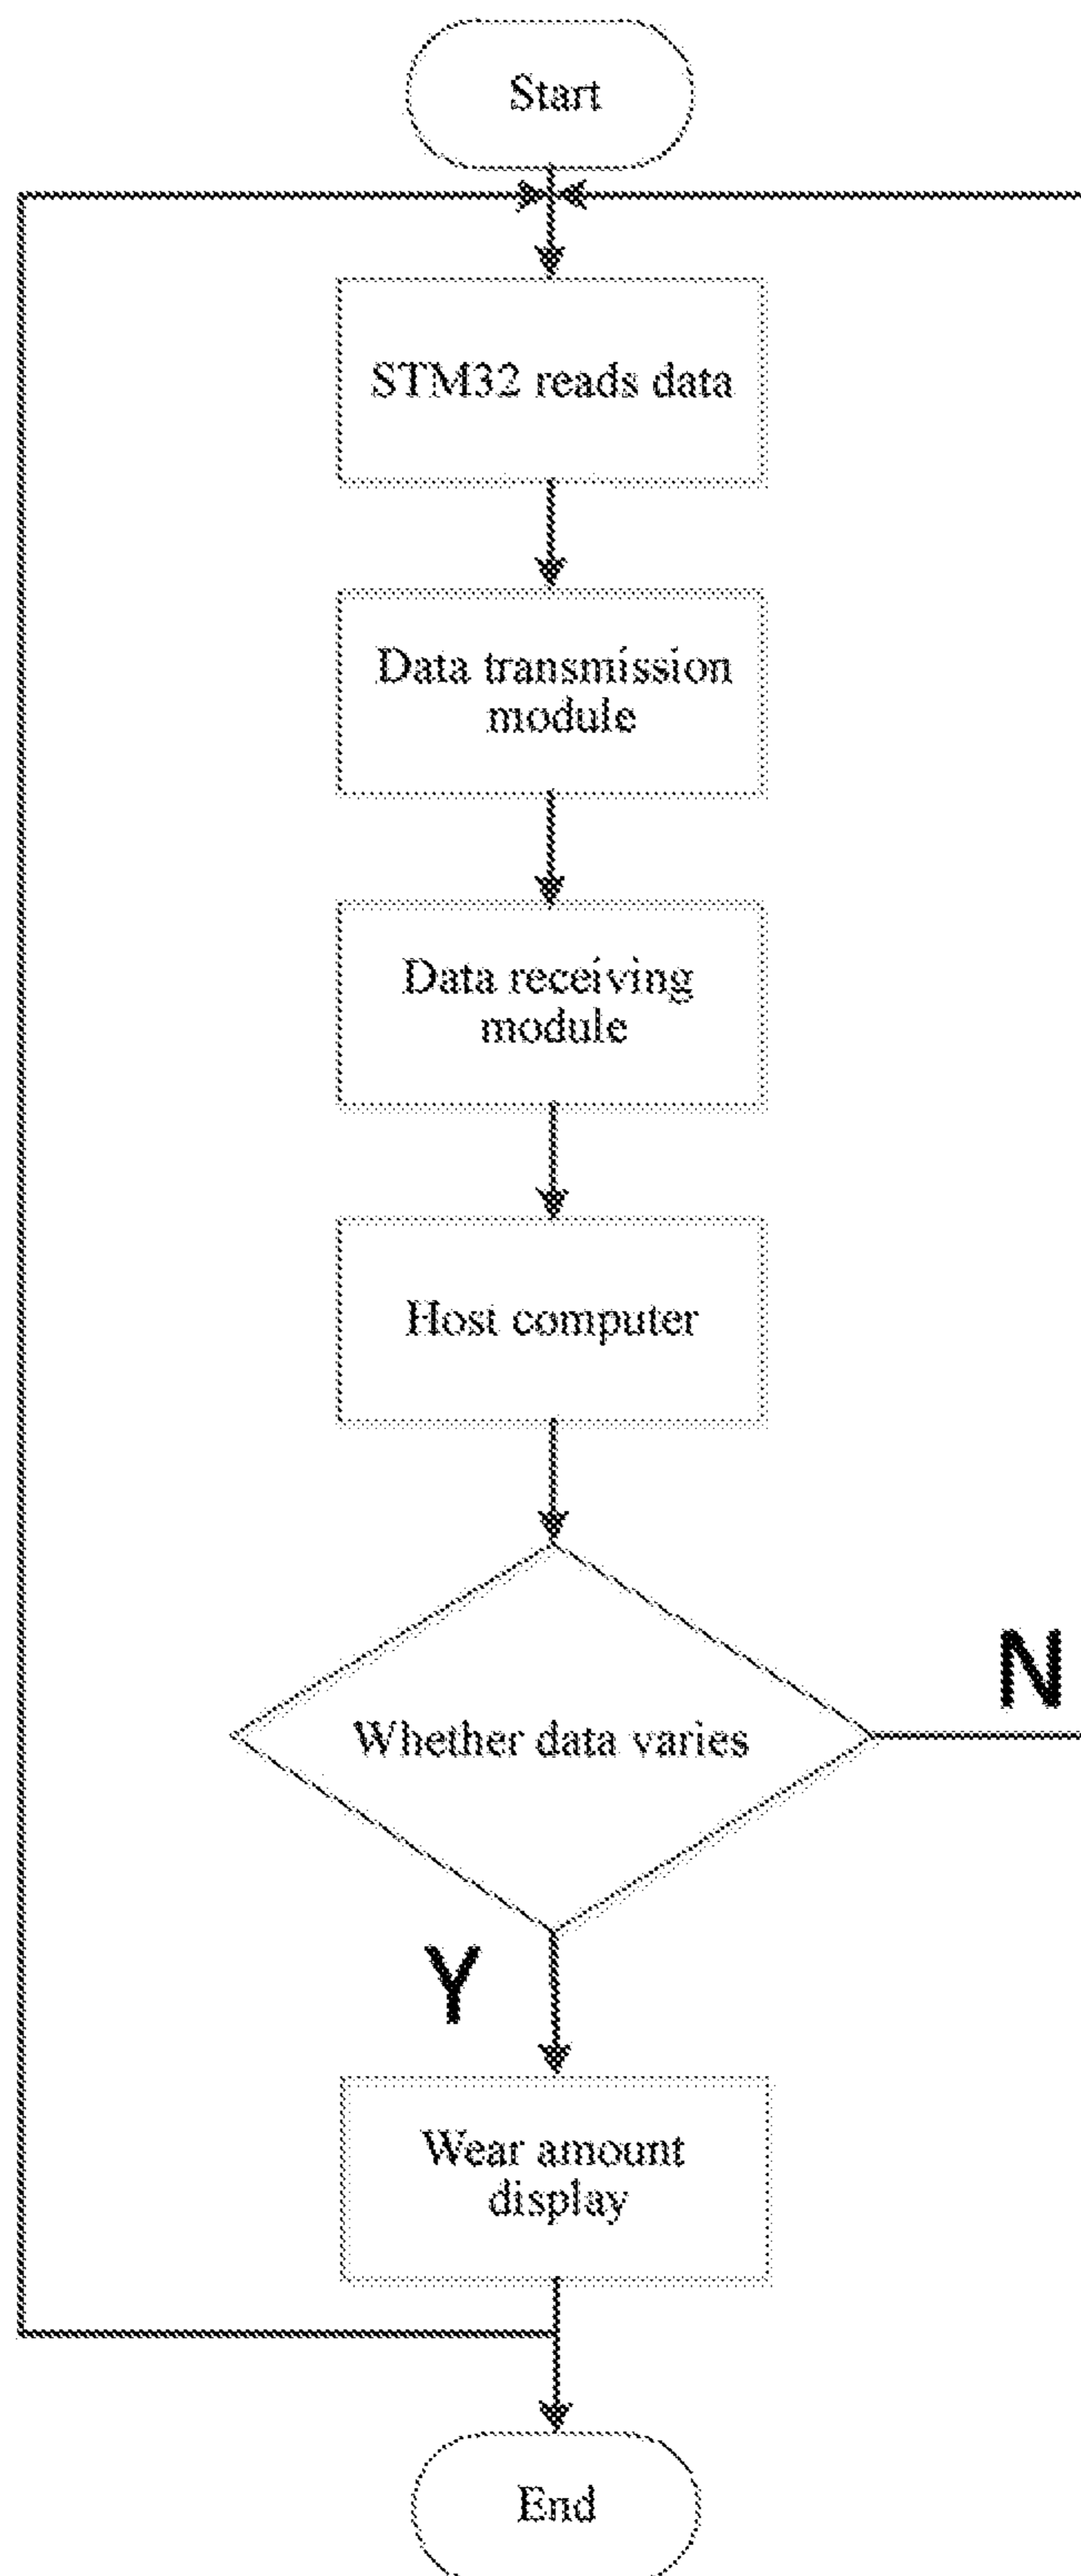 Start
STM32 reads data
Data transmission
module
Data receiving
module
Host computer
Whether data varies
N
Y
Wear amount
display
End